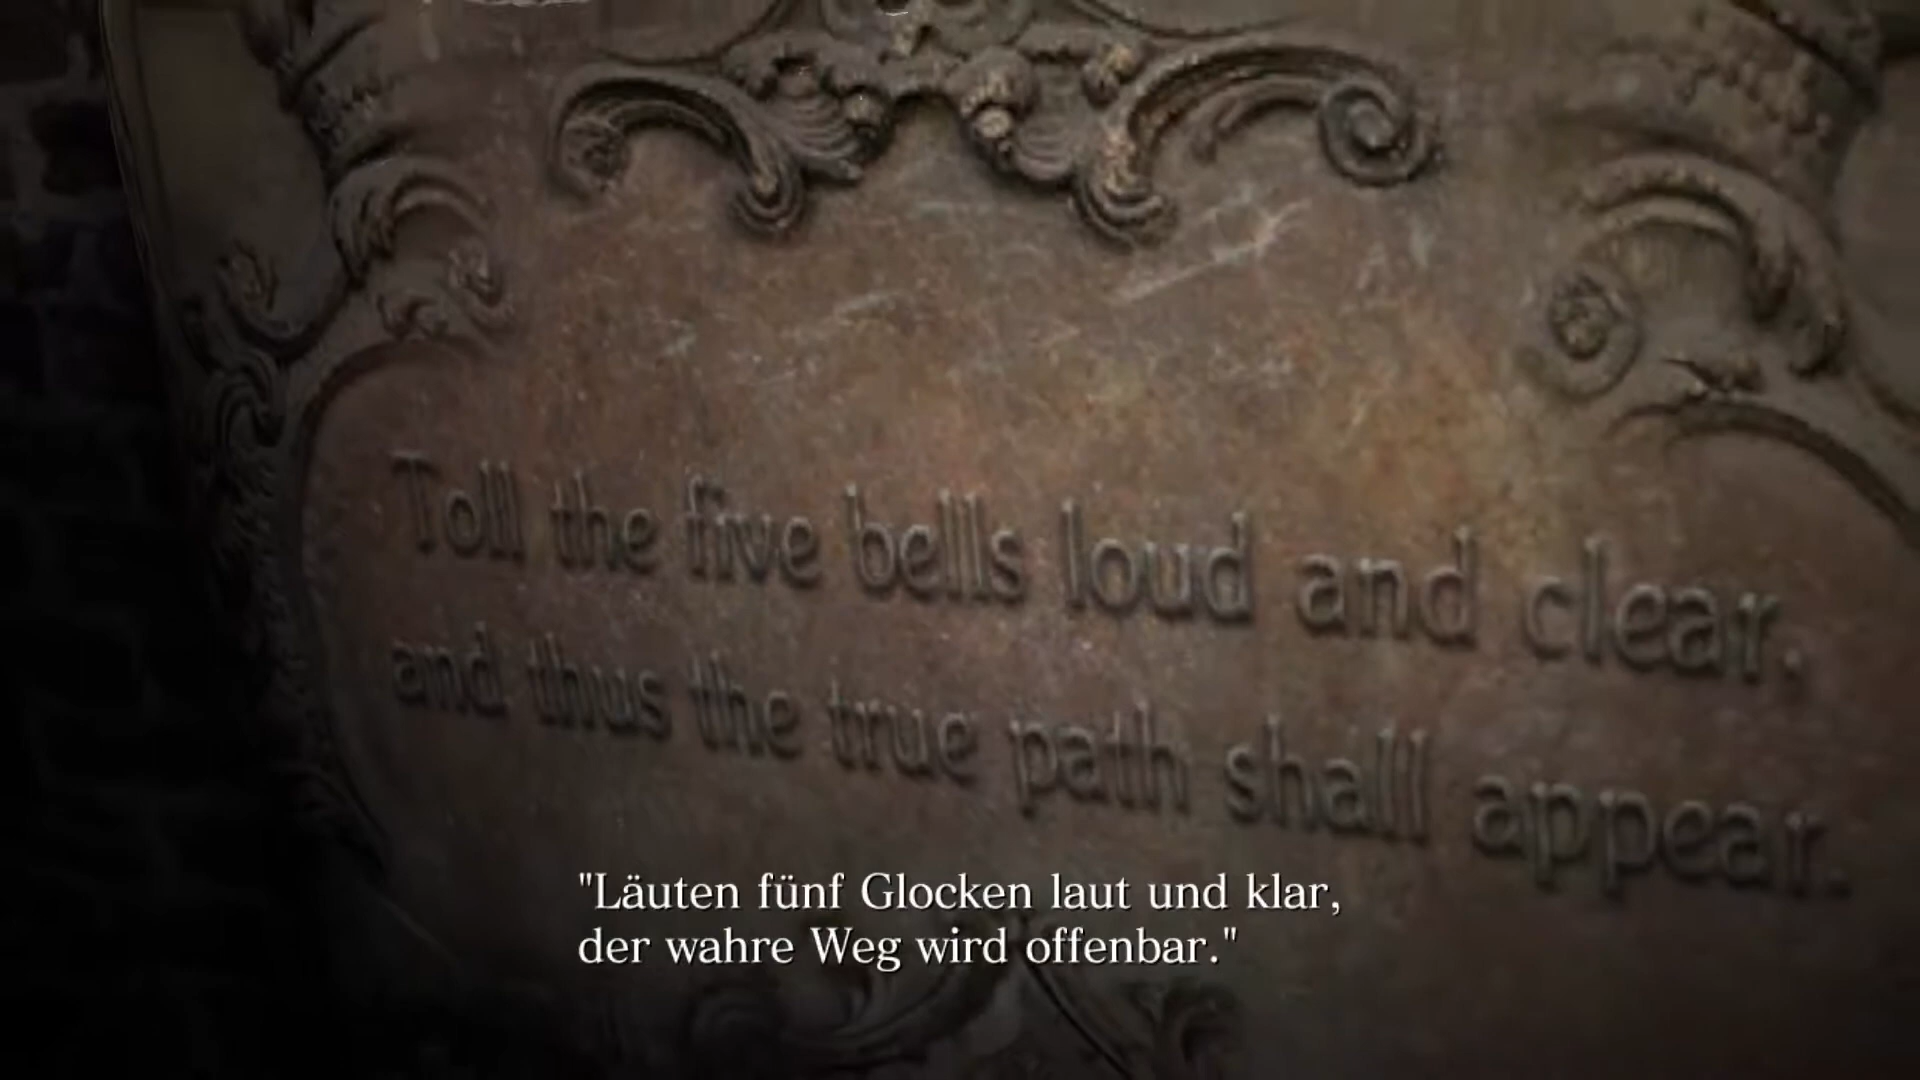 Toll the five bells loud and clear,
and thus the true path shall appear.
"Läuten fünf Glocken laut und klar,
der wahre Weg wird offenbar."